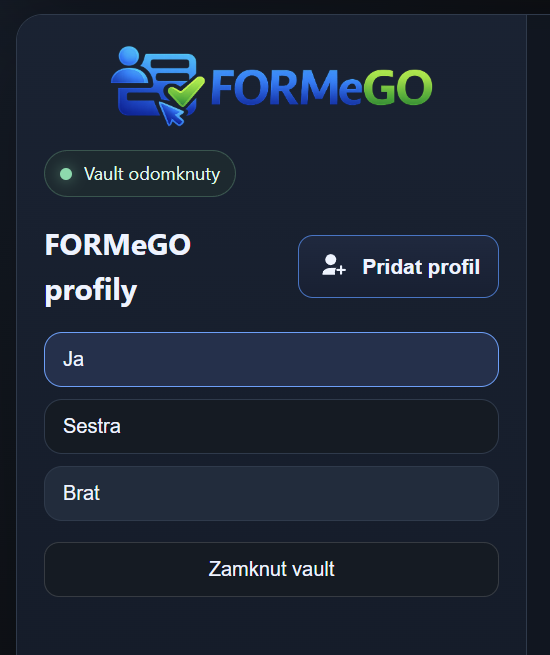 FORMeGO
Vault odomknuty
FORMeGO
profily
Pridat profil
Ja
Sestra
Brat
Zamknut vault